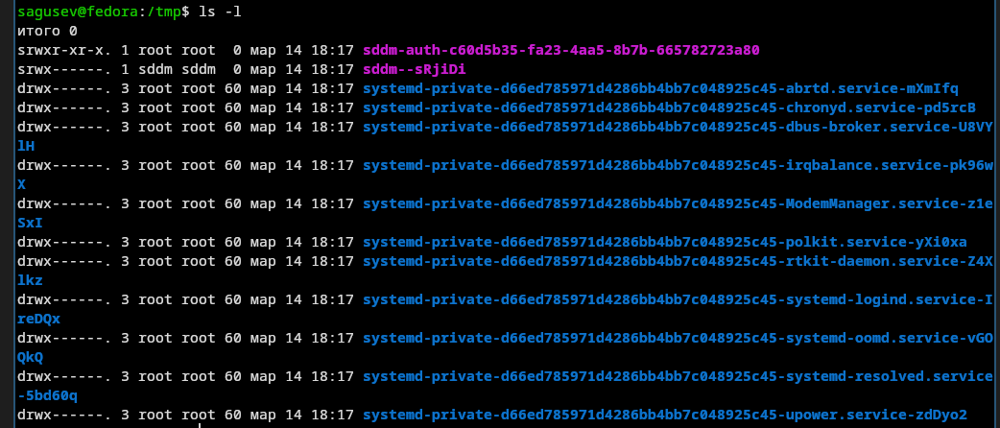 sagusev@fedora:/tmp$ ls -l
итого 0
srwxr-xr-x. 1 root root  0 мар 14 18:17 sddm-auth-c60d5b35-fa23-4aa5-8b7b-665782723a80
srwx------. 1 sddm sddm  0 мар 14 18:17 sddm--sRjiDi
drwx------. 3 root root 60 мар 14 18:17 systemd-private-d66ed785971d4286bb4bb7c048925c45-abrtd.service-mXmIfq
drwx------. 3 root root 60 мар 14 18:17 systemd-private-d66ed785971d4286bb4bb7c048925c45-chronyd.service-pd5rcB
drwx------. 3 root root 60 мар 14 18:17 systemd-private-d66ed785971d4286bb4bb7c048925c45-dbus-broker.service-U8VY
lH
drwx------. 3 root root 60 мар 14 18:17 systemd-private-d66ed785971d4286bb4bb7c048925c45-irqbalance.service-pk96w
X
drwx------. 3 root root 60 мар 14 18:17 systemd-private-d66ed785971d4286bb4bb7c048925c45-ModemManager.service-z1e
SxI
drwx------. 3 root root 60 мар 14 18:17 systemd-private-d66ed785971d4286bb4bb7c048925c45-polkit.service-yXi0xa
drwx------. 3 root root 60 мар 14 18:17 systemd-private-d66ed785971d4286bb4bb7c048925c45-rtkit-daemon.service-Z4X
lkz
drwx------. 3 root root 60 мар 14 18:17 systemd-private-d66ed785971d4286bb4bb7c048925c45-systemd-logind.service-I
reDQx
drwx------. 3 root root 60 мар 14 18:17 systemd-private-d66ed785971d4286bb4bb7c048925c45-systemd-oomd.service-vGO
QkQ
drwx------. 3 root root 60 мар 14 18:17 systemd-private-d66ed785971d4286bb4bb7c048925c45-systemd-resolved.service
-5bd60q
drwx------. 3 root root 60 мар 14 18:17 systemd-private-d66ed785971d4286bb4bb7c048925c45-upower.service-zdDyo2